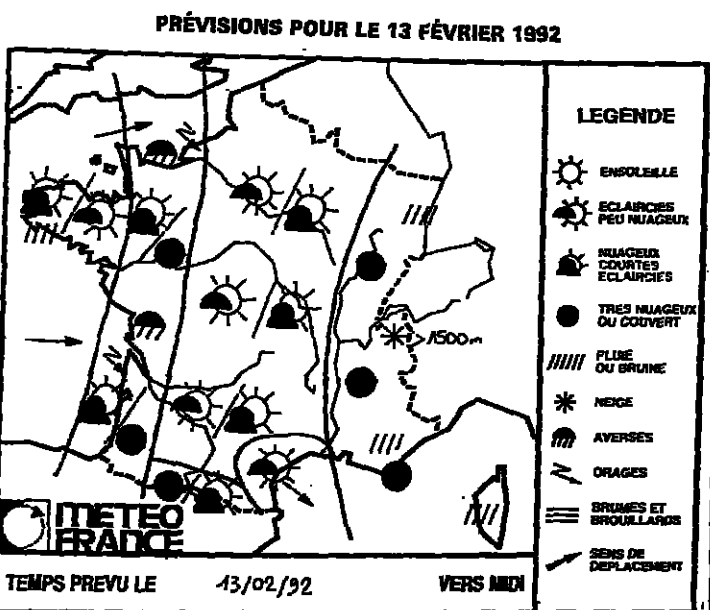 PRÉVISIONS POUR LE 13 FÉVRIER 1992
LEGENDE
ENSOLEILLE
ECLAIRCIES
PEU NUAGEUX
NUAGEUX
COURTES
ECLAIRCIES
TRES NUAGEUX
OU COUVERT
PLUIE
OU BRUINE
NEIGE
AVERSES
ORAGES
BRUMES ET
BROUILLARDS
SENS DE
DEPLACEMENT
>1500m
METEO
FRANCE
TEMPS PREVU LE 13/02/92 VERS MIDI